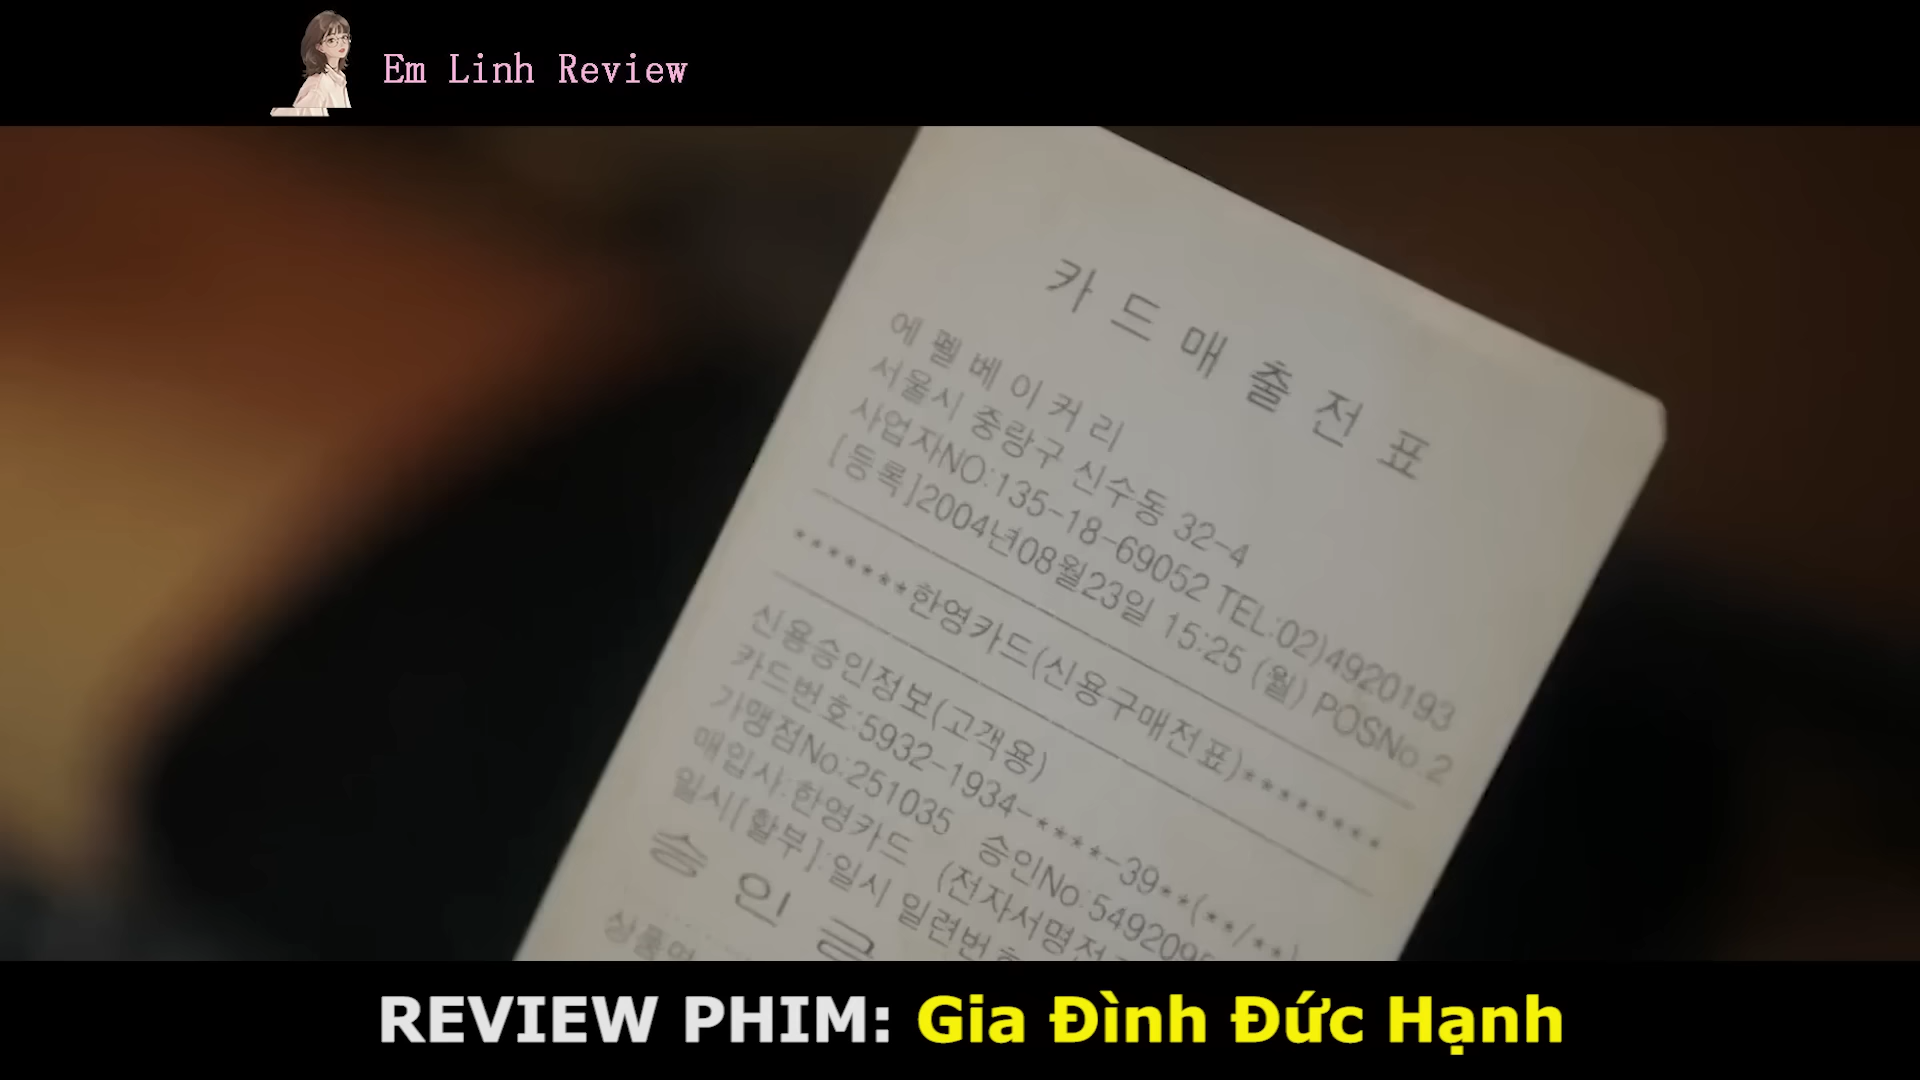 Em Linh Review
카드매출전표
에펠베이커리
서울시 중랑구 신수동 32-4
사업자NO:135-18-69052 TEL:02)4920193
[등록]2004년08월23일 15:25 (월) POSNo.2
*******한영카드(신용구매전표)********
신용승인정보(고객용)
카드번호:5932-1934-****-39**(**/**)
가맹점No:251035 승인No:549209
매입사:한영카드 (전자서명전
일시[할부]:일시 일련번호
승인금
상품명
REVIEW PHIM: Gia Đình Đức Hạnh